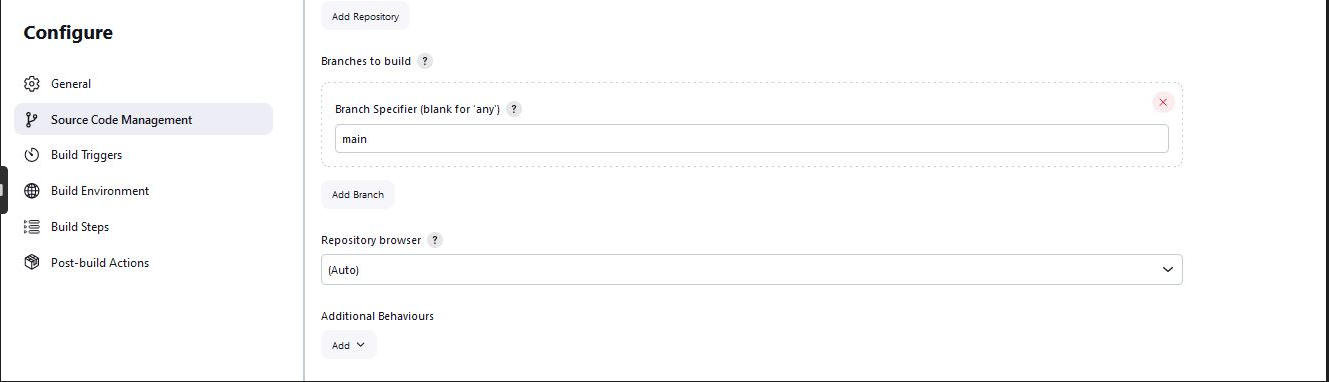 Configure
General
Source Code Management
Build Triggers
Build Environment
Build Steps
Post-build Actions
Add Repository
Branches to build ?
Branch Specifier (blank for 'any') ?
main
Add Branch
Repository browser ?
(Auto)
Additional Behaviours
Add